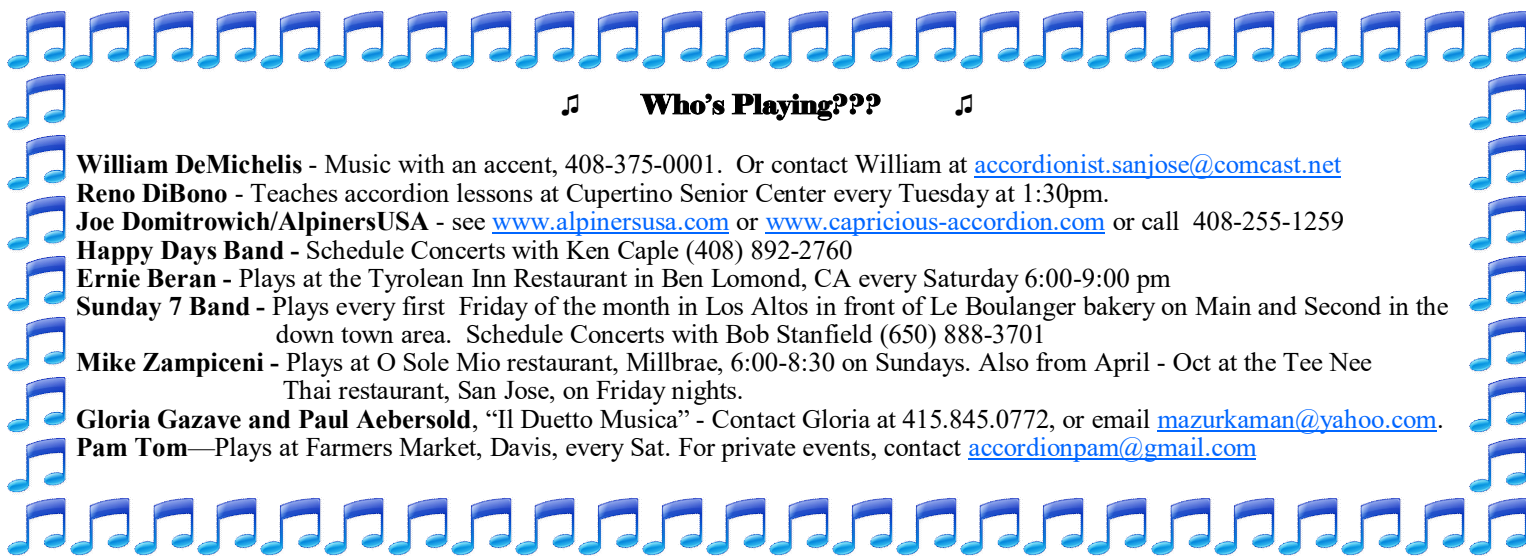 ♫ Who's Playing??? ♫
William DeMichelis - Music with an accent, 408-375-0001.  Or contact William at accordionist.sanjose@comcast.net
Reno DiBono - Teaches accordion lessons at Cupertino Senior Center every Tuesday at 1:30pm.
Joe Domitrowich/AlpinersUSA - see www.alpinersusa.com or www.capricious-accordion.com or call  408-255-1259
Happy Days Band - Schedule Concerts with Ken Caple (408) 892-2760
Ernie Beran - Plays at the Tyrolean Inn Restaurant in Ben Lomond, CA every Saturday 6:00-9:00 pm
Sunday 7 Band - Plays every first  Friday of the month in Los Altos in front of Le Boulanger bakery on Main and Second in the
down town area.  Schedule Concerts with Bob Stanfield (650) 888-3701
Mike Zampiceni - Plays at O Sole Mio restaurant, Millbrae, 6:00-8:30 on Sundays. Also from April - Oct at the Tee Nee
Thai restaurant, San Jose, on Friday nights.
Gloria Gazave and Paul Aebersold, “Il Duetto Musica” - Contact Gloria at 415.845.0772, or email mazurkaman@yahoo.com.
Pam Tom—Plays at Farmers Market, Davis, every Sat. For private events, contact accordionpam@gmail.com